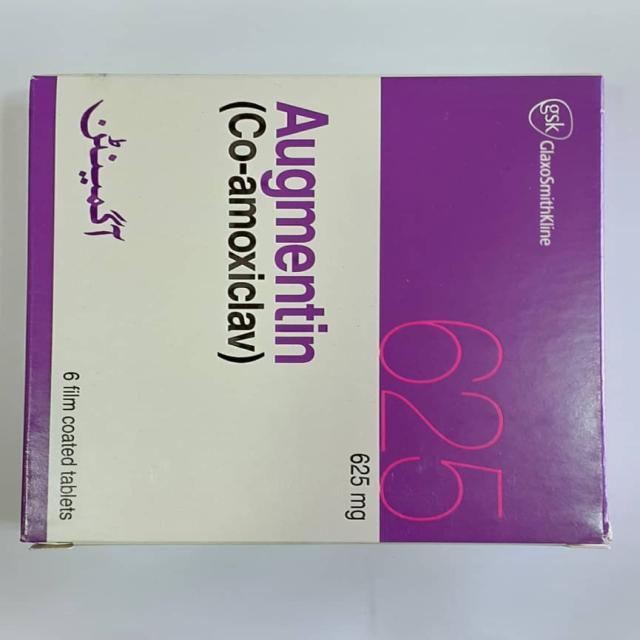 gsk
GlaxoSmithKline
625
625 mg
Augmentin
(Co-amoxiclav)
آگمینٹن
6 film coated tablets